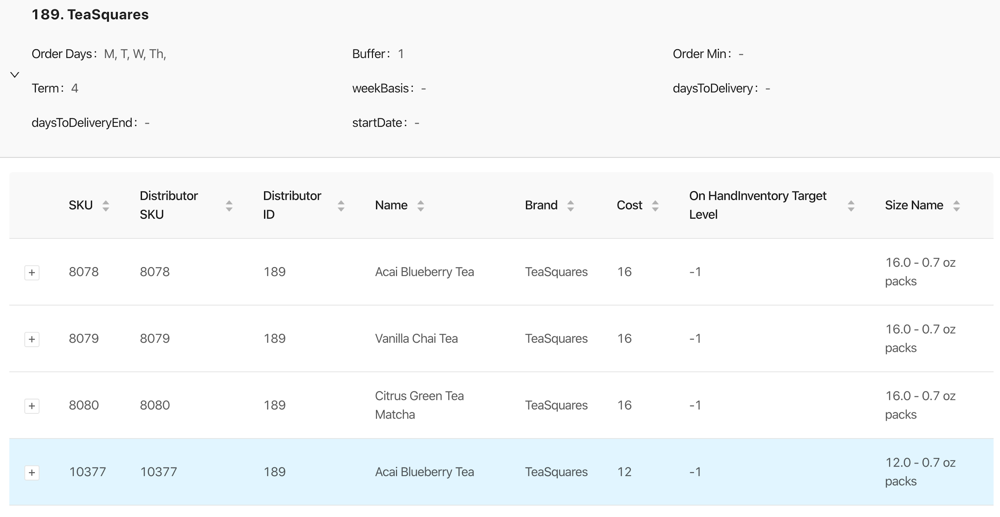 189. TeaSquares
Order Days: M, T, W, Th,
Buffer: 1
Order Min: -
Term: 4
weekBasis: -
daysToDelivery: -
daysToDeliveryEnd: -
startDate: -
SKU
Distributor
SKU
Distributor
ID
Name
Brand
Cost
On HandInventory Target
Level
Size Name
8078
8078
189
Acai Blueberry Tea
TeaSquares
16
-1
16.0 - 0.7 oz
packs
8079
8079
189
Vanilla Chai Tea
TeaSquares
16
-1
16.0 - 0.7 oz
packs
8080
8080
189
Citrus Green Tea
Matcha
TeaSquares
16
-1
16.0 - 0.7 oz
packs
10377
10377
189
Acai Blueberry Tea
TeaSquares
12
-1
12.0 - 0.7 oz
packs